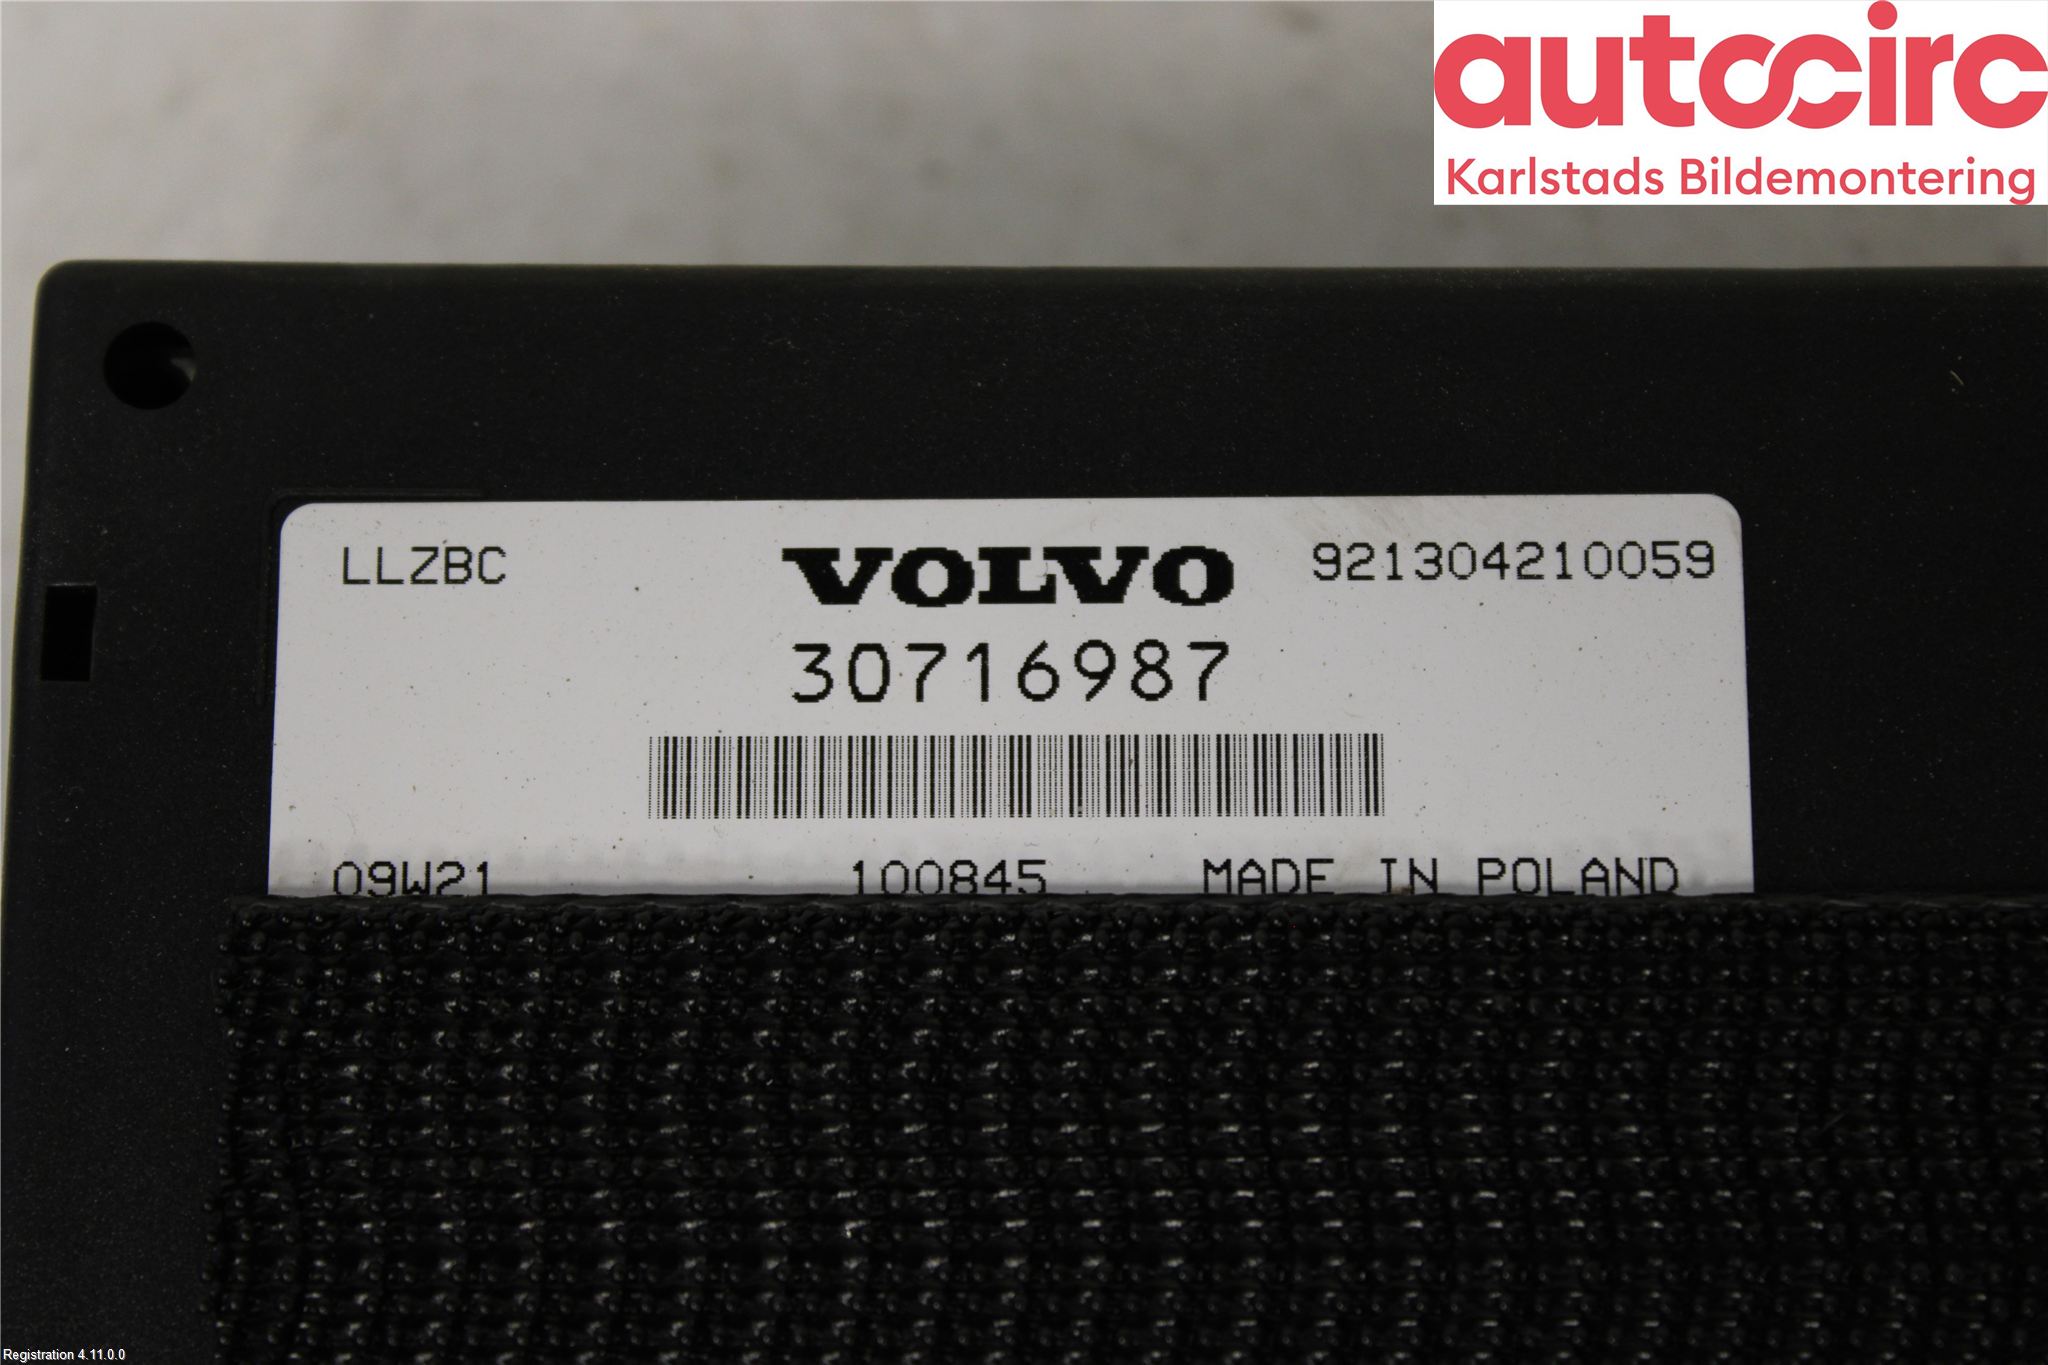 autocirc
Karlstads Bildemontering
LLZBC VOLVO 921304210059
30716987
09W21 100845 MADE IN POLAND
Registration 4.11.0.0